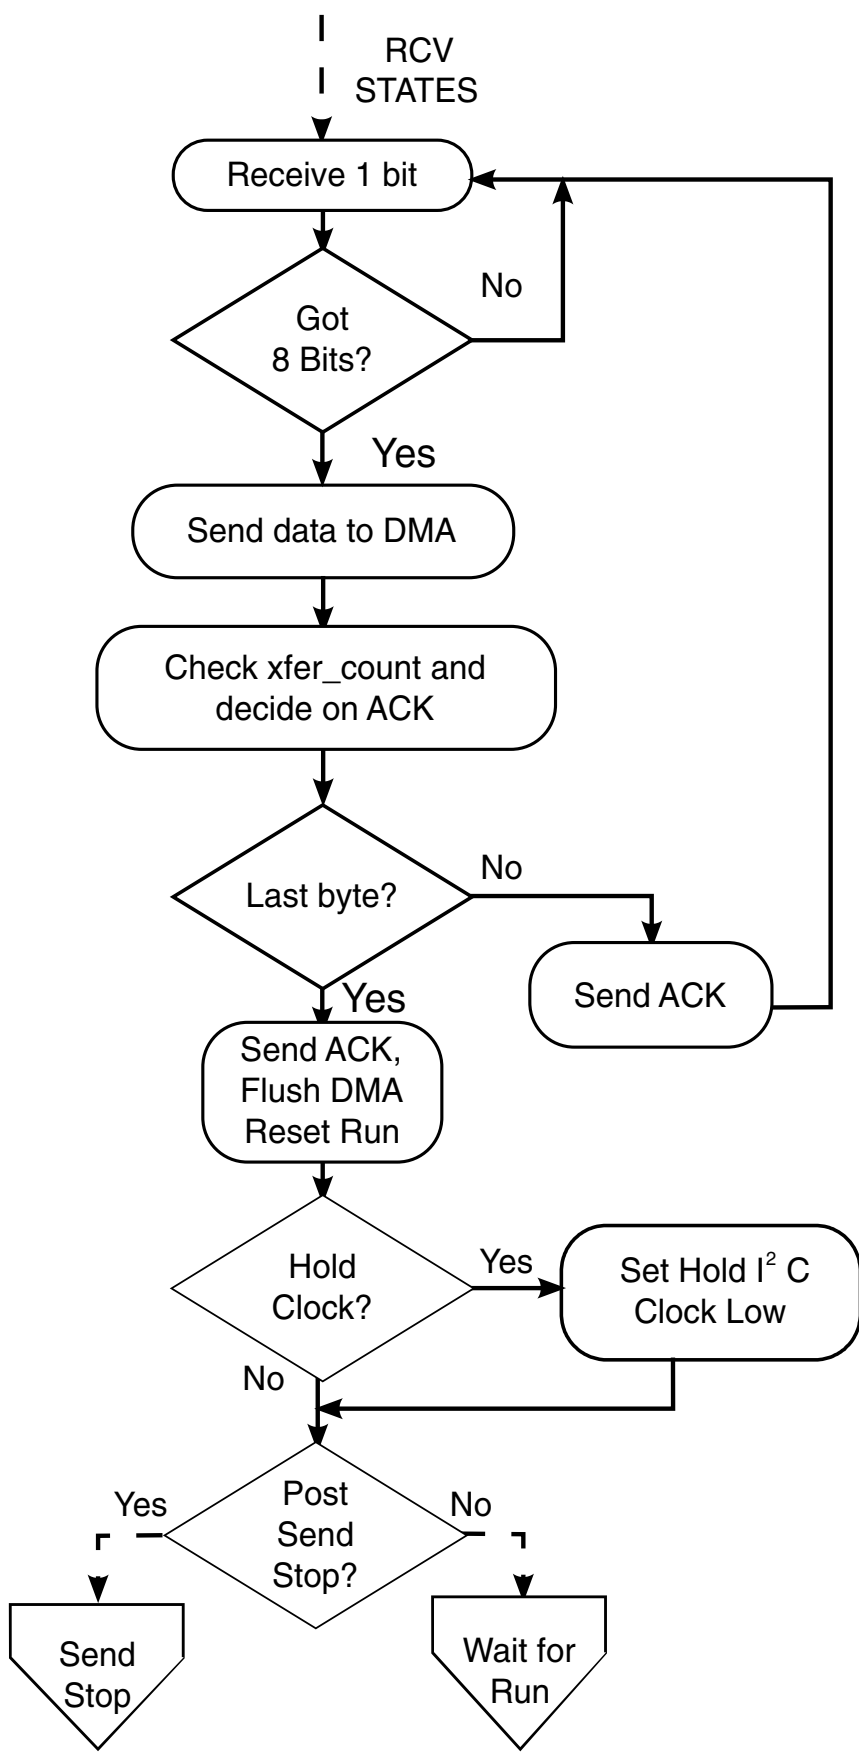 RCV
STATES
Receive 1 bit
No
Got
8 Bits?
Yes
Send data to DMA
Check xfer_count and
decide on ACK
No
Last byte?
Send ACK
Yes
Send ACK,
Flush DMA
Reset Run
Hold
Clock?
Yes
Set Hold I² C
Clock Low
No
Post
Send
Stop?
Yes
No
Send
Stop
Wait for
Run